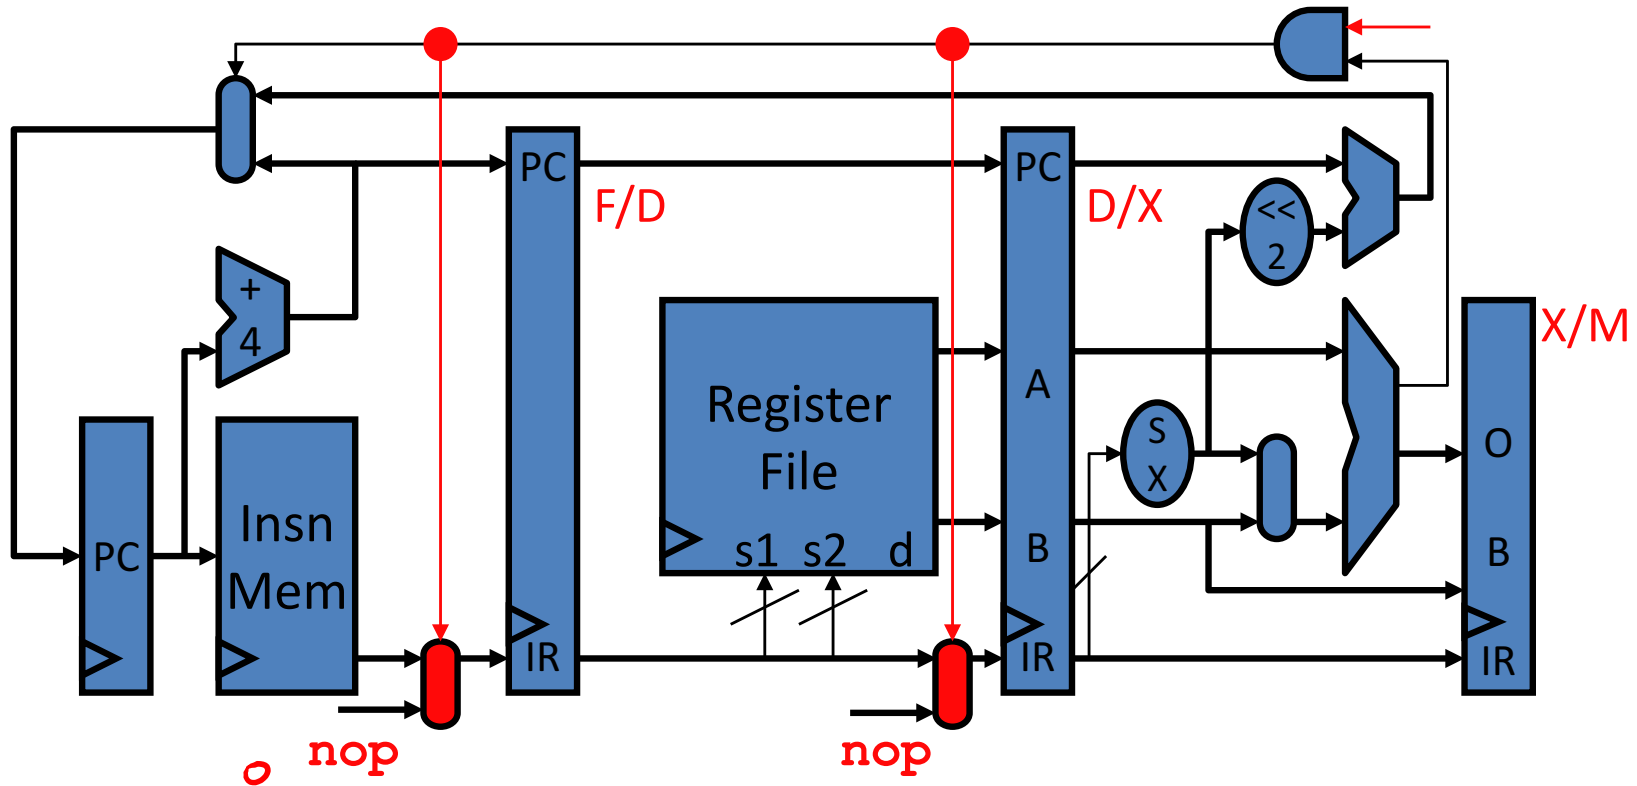 PC
F/D
PC
D/X
<<
2
+
4
X/M
Register
File
A
S
X
O
PC
Insn
Mem
s1 s2 d
B
B
IR
IR
IR
nop
nop
o